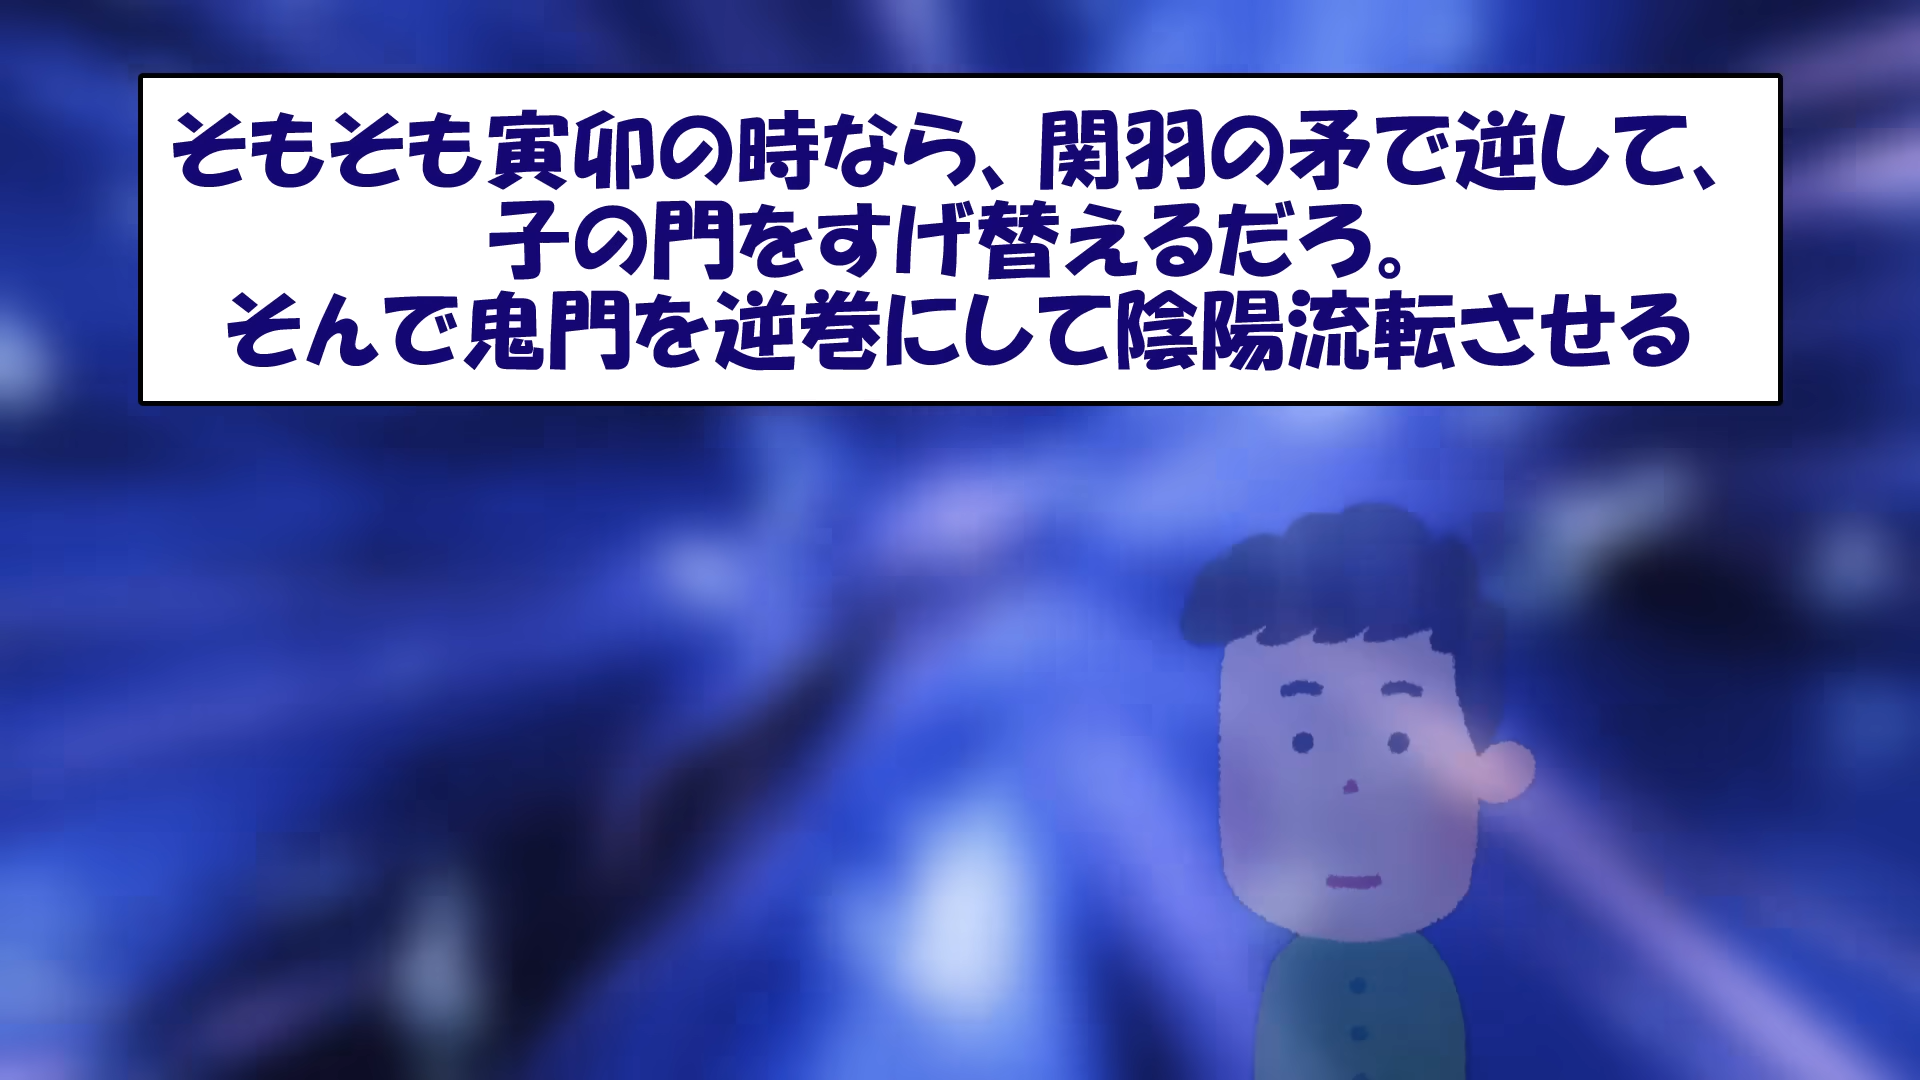 そもそも寅卯の時なら、関羽の矛で逆して、
子の門をすげ替えるだろ。
そんで鬼門を逆巻にして陰陽流転させる